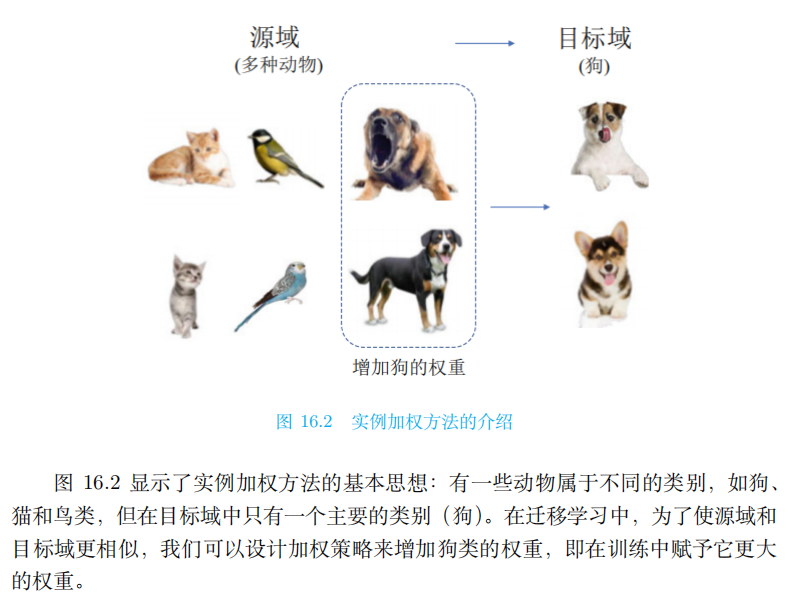 源域 目标域
(多种动物) (狗)
增加狗的权重
图 16.2 实例加权方法的介绍
图 16.2 显示了实例加权方法的基本思想：有一些动物属于不同的类别，如狗、
猫和鸟类，但在目标域中只有一个主要的类别（狗）。在迁移学习中，为了使源域和
目标域更相似，我们可以设计加权策略来增加狗类的权重，即在训练中赋予它更大
的权重。